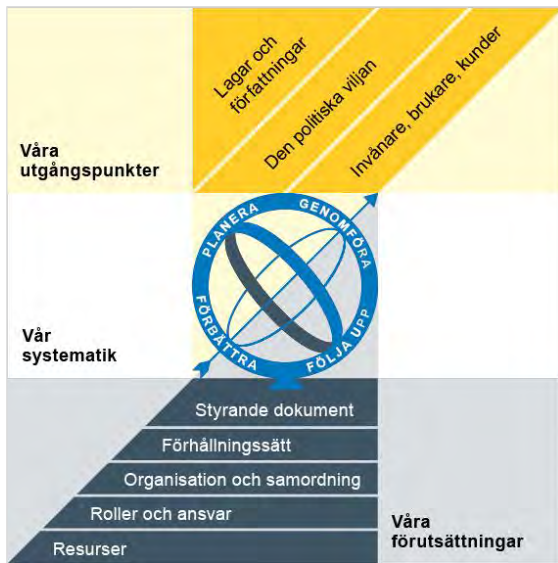 Lagar och
författningar
Den politiska viljan
Invånare, brukare, kunder
Våra
utgångspunkter
PLANERA
GENOMFÖRA
FÖRBÄTTRA
FÖLJA UPP
Vår
systematik
Styrande dokument
Förhållningssätt
Organisation och samordning
Roller och ansvar
Resurser
Våra
förutsättningar